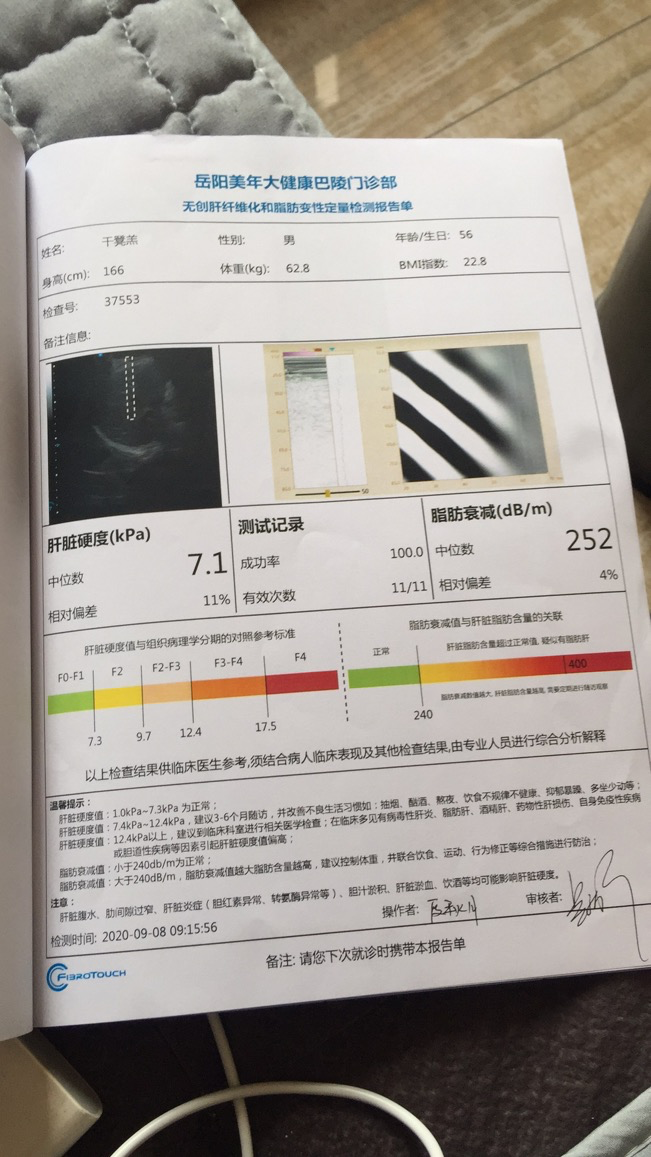 岳阳美年大健康巴陵门诊部
无创肝纤维化和脂肪变性定量检测报告单
姓名: 干凳羔 性别: 男 年龄/生日: 56
身高(cm): 166 体重(kg): 62.8 BMI指数: 22.8
检查号: 37553
备注信息:
50
肝脏硬度(kPa) 测试记录 脂肪衰减(dB/m)
中位数 7.1 成功率 100.0 中位数 252
相对偏差 11% 有效次数 11/11 相对偏差 4%
肝脏硬度值与组织病理学分期的对照参考标准 脂肪衰减值与肝脏脂肪含量的关联
F0-F1 F2 F2-F3 F3-F4 F4 正常 肝脏脂肪含量超过正常值, 疑似有脂肪肝
400
脂肪衰减数值越大, 肝脏脂肪含量越高, 需要定期进行随访观察
7.3 9.7 12.4 17.5 240
以上检查结果供临床医生参考,须结合病人临床表现及其他检查结果,由专业人员进行综合分析解释
温馨提示:
肝脏硬度值: 1.0kPa~7.3kPa 为正常;
肝脏硬度值: 7.4kPa~12.4kPa, 建议3-6个月随访, 并改善不良生活习惯如: 抽烟、酗酒、熬夜、饮食不规律不健康、抑郁暴躁、多坐少动等;
肝脏硬度值: 12.4kPa以上, 建议到临床科室进行相关医学检查; 在临床多见有病毒性肝炎、脂肪肝、酒精肝、药物性肝损伤、自身免疫性疾病
或胆道性疾病等因素引起肝脏硬度值偏高;
脂肪衰减值: 小于240db/m为正常;
脂肪衰减值: 大于240dB/m, 脂肪衰减值越大脂肪含量越高, 建议控制体重, 并联合饮食、运动、行为修正等综合措施进行防治;
注意:
肝脏腹水、肋间隙过窄、肝脏炎症 (胆红素异常、转氨酶异常等) 、胆汁淤积、肝脏淤血、饮酒等均可能影响肝脏硬度。
检测时间: 2020-09-08 09:15:56 操作者: 审核者:
备注: 请您下次就诊时携带本报告单
FIBROTOUCH